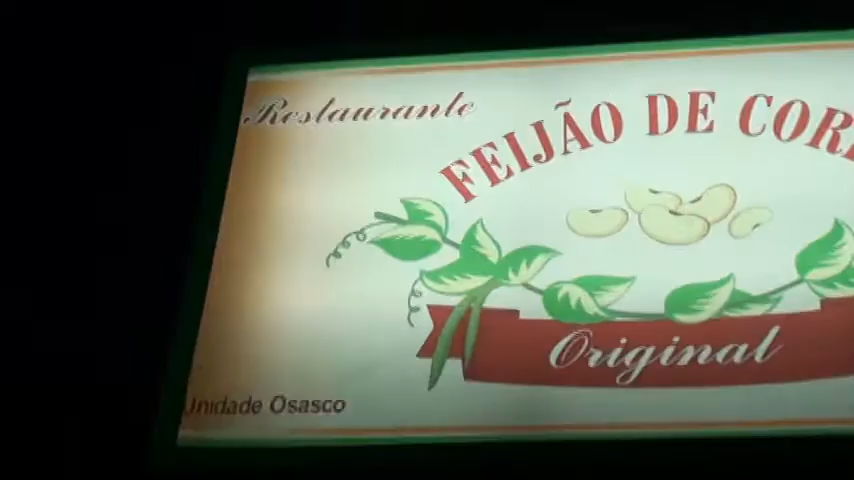 Restaurante
FEIJÃO DE COR
Original
Unidade Osasco